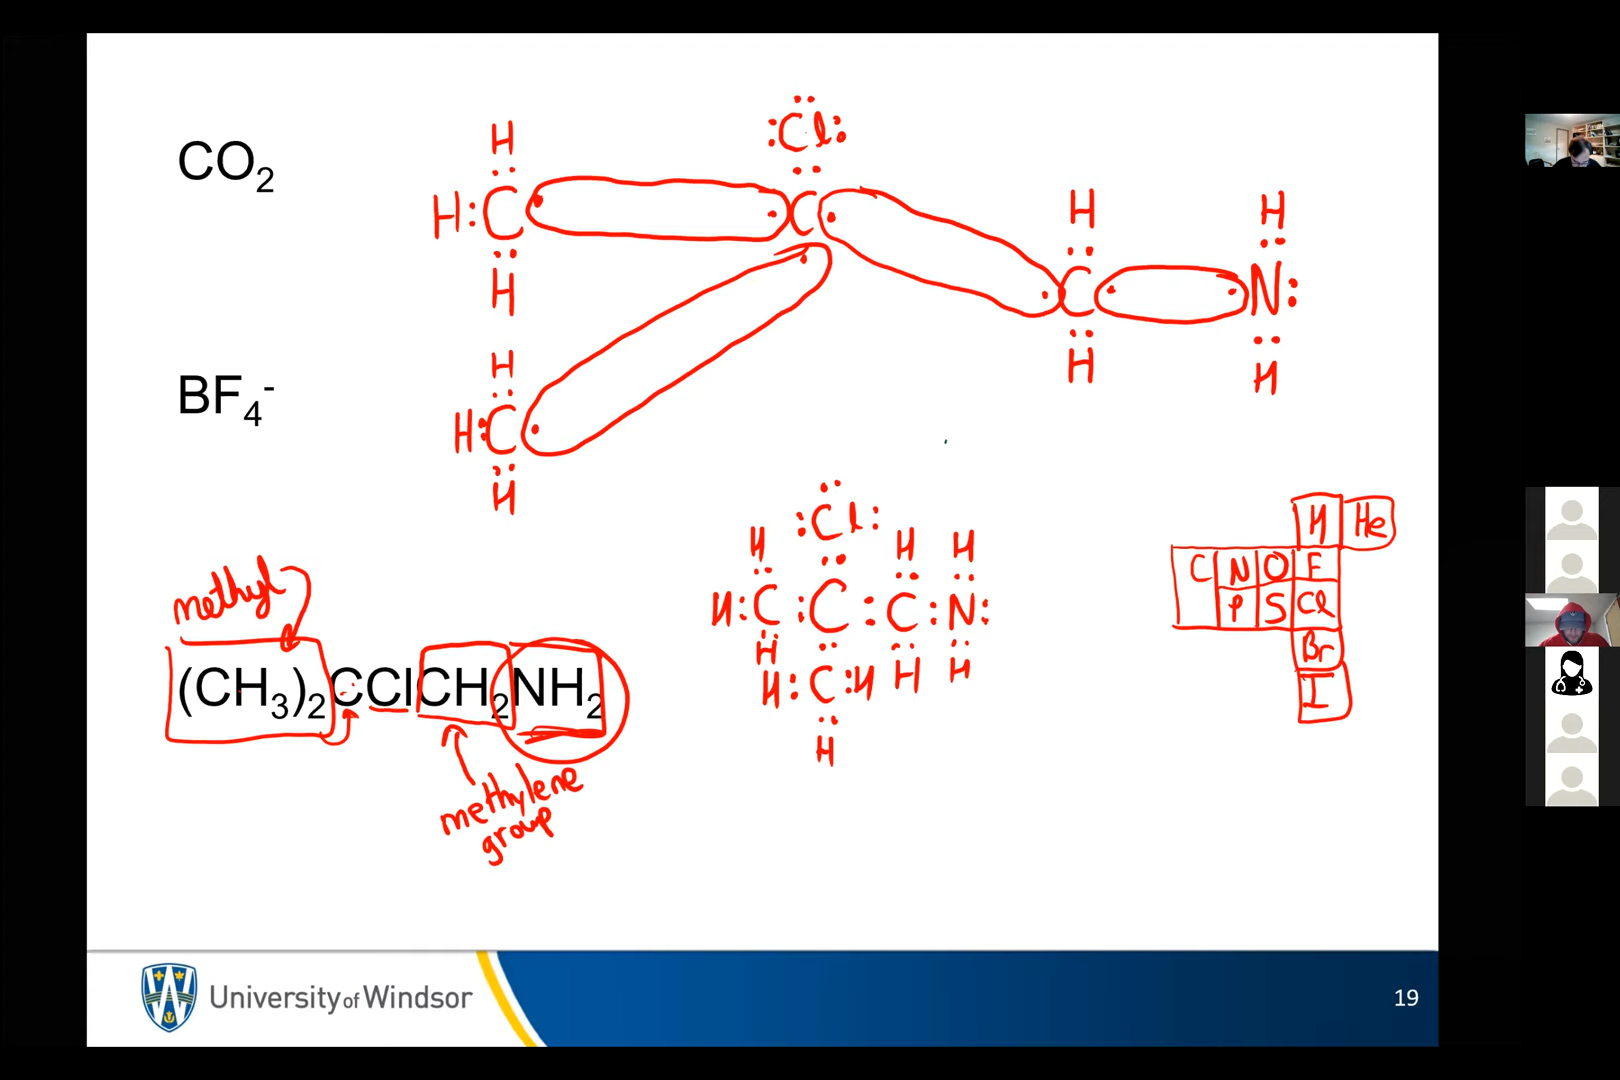 CO₂
H
:Cl:
H:C
C
H
H
C
H
H
N:
H
H
BF₄⁻
H
H:C
H
methyl
(CH₃)₂CClCH₂NH₂
methylene
group
:Cl:
H
H
H
H:C:C:C:N:
H
H:C:H
H
H
H
H He
C N O F
P S Cl
Br
I
University of Windsor
19